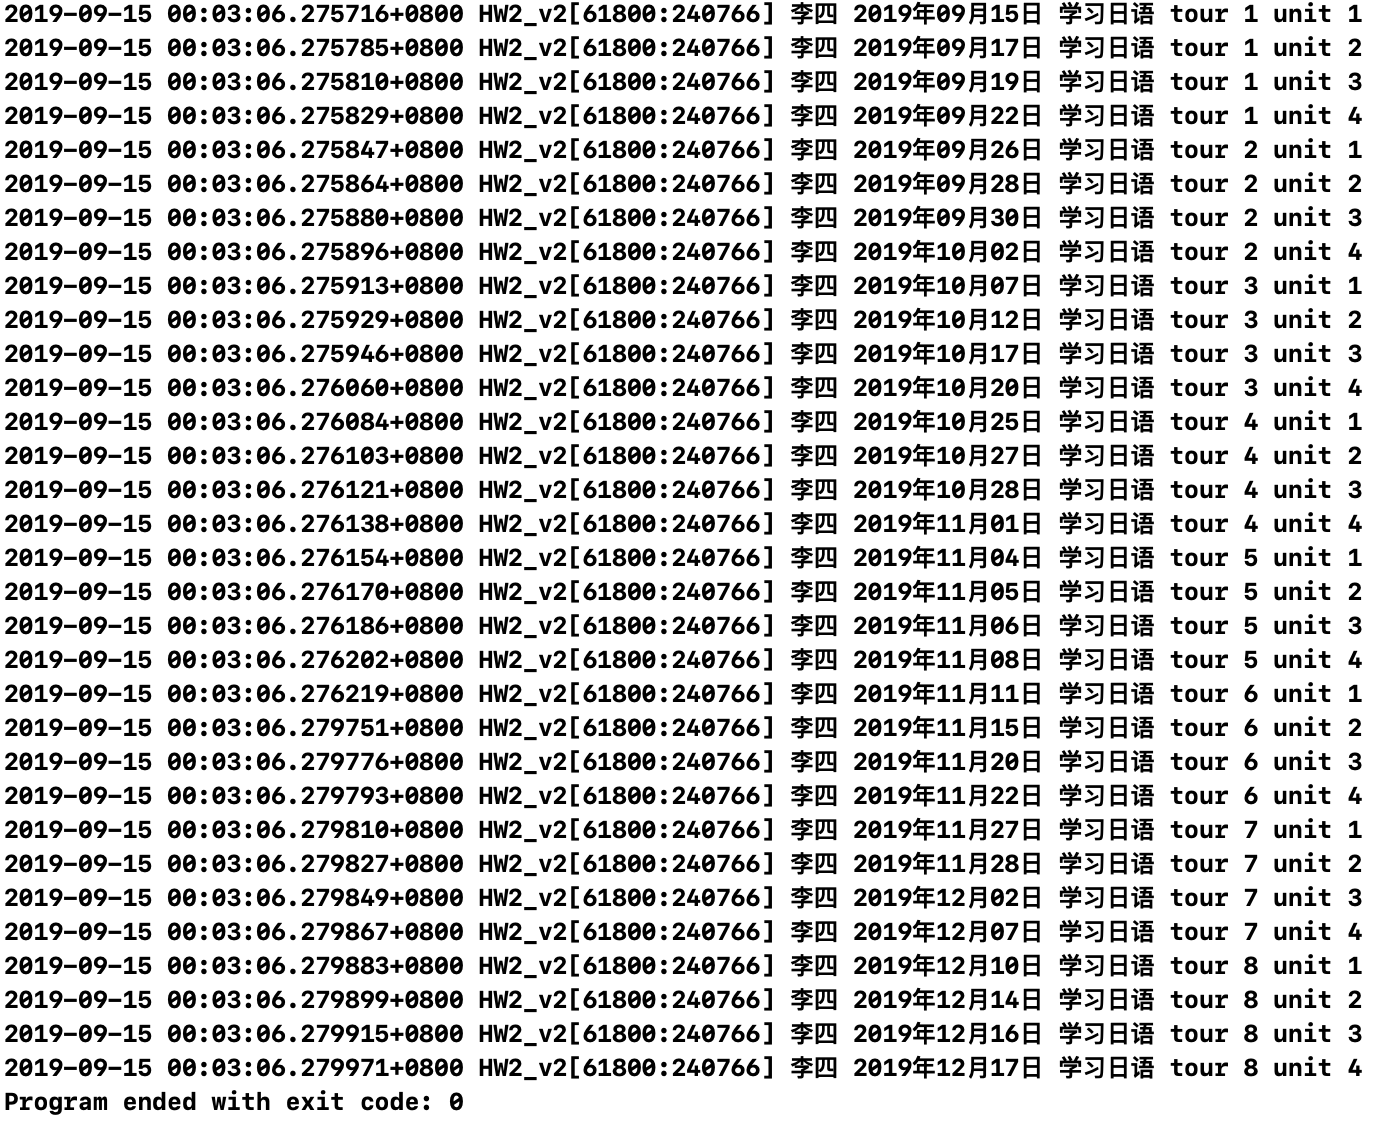 2019-09-15 00:03:06.275716+0800 HW2_v2[61800:240766] 李四 2019年09月15日 学习日语 tour 1 unit 1
2019-09-15 00:03:06.275785+0800 HW2_v2[61800:240766] 李四 2019年09月17日 学习日语 tour 1 unit 2
2019-09-15 00:03:06.275810+0800 HW2_v2[61800:240766] 李四 2019年09月19日 学习日语 tour 1 unit 3
2019-09-15 00:03:06.275829+0800 HW2_v2[61800:240766] 李四 2019年09月22日 学习日语 tour 1 unit 4
2019-09-15 00:03:06.275847+0800 HW2_v2[61800:240766] 李四 2019年09月26日 学习日语 tour 2 unit 1
2019-09-15 00:03:06.275864+0800 HW2_v2[61800:240766] 李四 2019年09月28日 学习日语 tour 2 unit 2
2019-09-15 00:03:06.275880+0800 HW2_v2[61800:240766] 李四 2019年09月30日 学习日语 tour 2 unit 3
2019-09-15 00:03:06.275896+0800 HW2_v2[61800:240766] 李四 2019年10月02日 学习日语 tour 2 unit 4
2019-09-15 00:03:06.275913+0800 HW2_v2[61800:240766] 李四 2019年10月07日 学习日语 tour 3 unit 1
2019-09-15 00:03:06.275929+0800 HW2_v2[61800:240766] 李四 2019年10月12日 学习日语 tour 3 unit 2
2019-09-15 00:03:06.275946+0800 HW2_v2[61800:240766] 李四 2019年10月17日 学习日语 tour 3 unit 3
2019-09-15 00:03:06.276060+0800 HW2_v2[61800:240766] 李四 2019年10月20日 学习日语 tour 3 unit 4
2019-09-15 00:03:06.276084+0800 HW2_v2[61800:240766] 李四 2019年10月25日 学习日语 tour 4 unit 1
2019-09-15 00:03:06.276103+0800 HW2_v2[61800:240766] 李四 2019年10月27日 学习日语 tour 4 unit 2
2019-09-15 00:03:06.276121+0800 HW2_v2[61800:240766] 李四 2019年10月28日 学习日语 tour 4 unit 3
2019-09-15 00:03:06.276138+0800 HW2_v2[61800:240766] 李四 2019年11月01日 学习日语 tour 4 unit 4
2019-09-15 00:03:06.276154+0800 HW2_v2[61800:240766] 李四 2019年11月04日 学习日语 tour 5 unit 1
2019-09-15 00:03:06.276170+0800 HW2_v2[61800:240766] 李四 2019年11月05日 学习日语 tour 5 unit 2
2019-09-15 00:03:06.276186+0800 HW2_v2[61800:240766] 李四 2019年11月06日 学习日语 tour 5 unit 3
2019-09-15 00:03:06.276202+0800 HW2_v2[61800:240766] 李四 2019年11月08日 学习日语 tour 5 unit 4
2019-09-15 00:03:06.276219+0800 HW2_v2[61800:240766] 李四 2019年11月11日 学习日语 tour 6 unit 1
2019-09-15 00:03:06.279751+0800 HW2_v2[61800:240766] 李四 2019年11月15日 学习日语 tour 6 unit 2
2019-09-15 00:03:06.279776+0800 HW2_v2[61800:240766] 李四 2019年11月20日 学习日语 tour 6 unit 3
2019-09-15 00:03:06.279793+0800 HW2_v2[61800:240766] 李四 2019年11月22日 学习日语 tour 6 unit 4
2019-09-15 00:03:06.279810+0800 HW2_v2[61800:240766] 李四 2019年11月27日 学习日语 tour 7 unit 1
2019-09-15 00:03:06.279827+0800 HW2_v2[61800:240766] 李四 2019年11月28日 学习日语 tour 7 unit 2
2019-09-15 00:03:06.279849+0800 HW2_v2[61800:240766] 李四 2019年12月02日 学习日语 tour 7 unit 3
2019-09-15 00:03:06.279867+0800 HW2_v2[61800:240766] 李四 2019年12月07日 学习日语 tour 7 unit 4
2019-09-15 00:03:06.279883+0800 HW2_v2[61800:240766] 李四 2019年12月10日 学习日语 tour 8 unit 1
2019-09-15 00:03:06.279899+0800 HW2_v2[61800:240766] 李四 2019年12月14日 学习日语 tour 8 unit 2
2019-09-15 00:03:06.279915+0800 HW2_v2[61800:240766] 李四 2019年12月16日 学习日语 tour 8 unit 3
2019-09-15 00:03:06.279971+0800 HW2_v2[61800:240766] 李四 2019年12月17日 学习日语 tour 8 unit 4
Program ended with exit code: 0